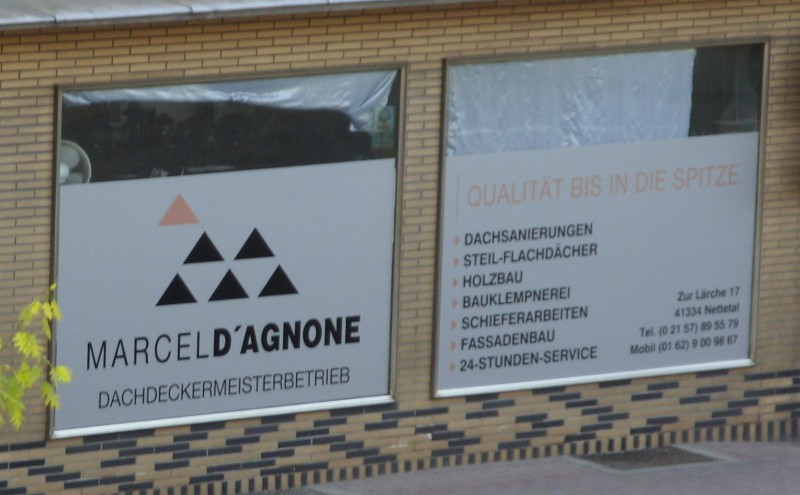 MARCEL D´AGNONE
DACHDECKERMEISTERBETRIEB
QUALITÄT BIS IN DIE SPITZE.
DACHSANIERUNGEN
STEIL-FLACHDÄCHER
HOLZBAU
BAUKLEMPNEREI
SCHIEFERARBEITEN
FASSADENBAU
24-STUNDEN-SERVICE
Zur Lärche 17
41334 Nettetal
Tel. (0 21 57) 89 55 79
Mobil (01 62) 9 00 98 67